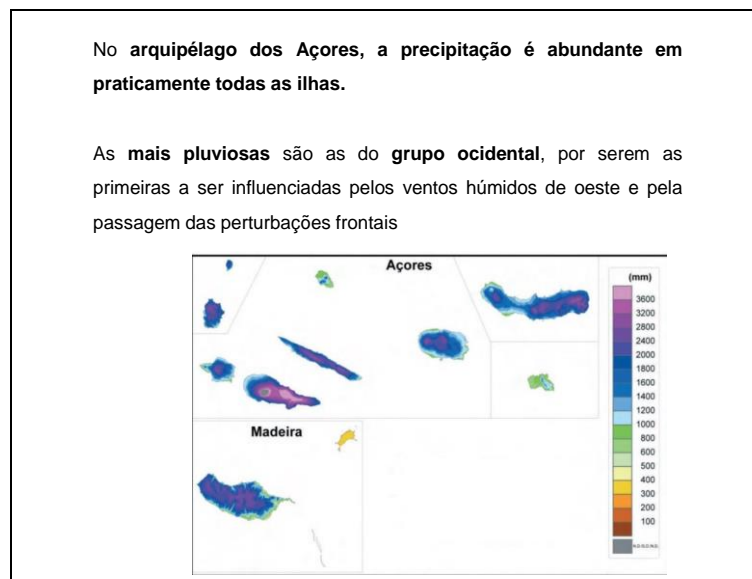 No arquipélago dos Açores, a precipitação é abundante em
praticamente todas as ilhas.
As mais pluviosas são as do grupo ocidental, por serem as
primeiras a ser influenciadas pelos ventos húmidos de oeste e pela
passagem das perturbações frontais
Açores
(mm)
3600
3200
2800
2400
2000
1800
1600
1400
1200
1000
800
600
500
400
300
200
100
Madeira